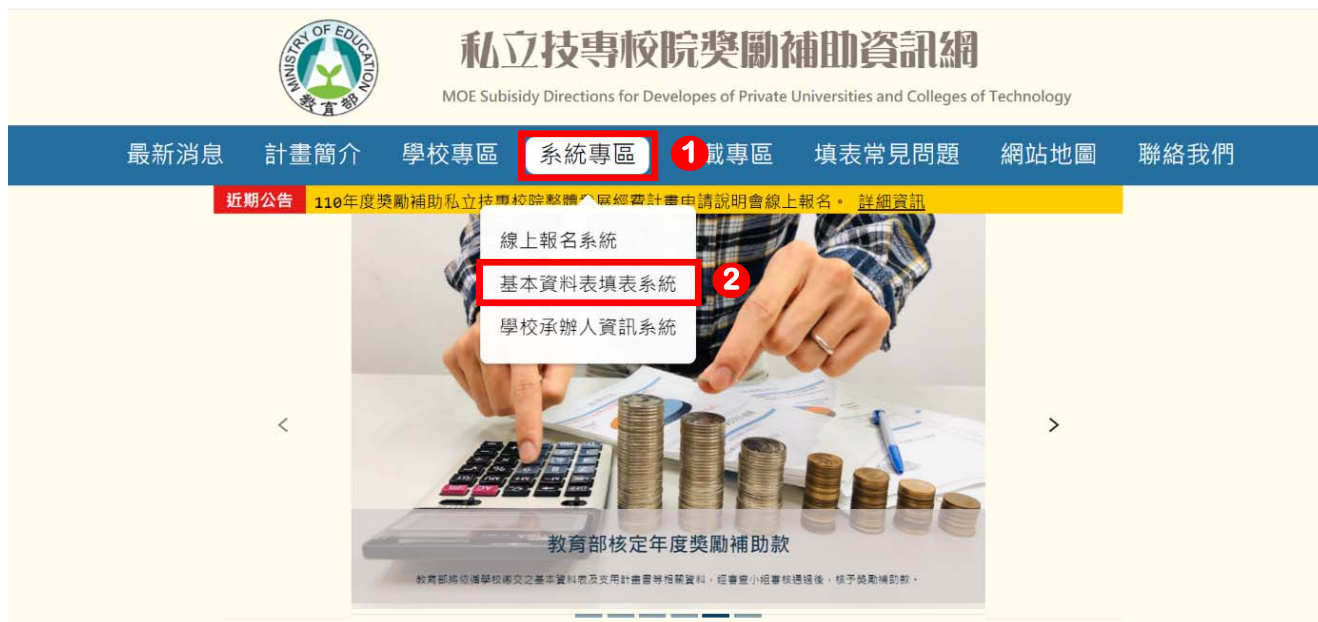 MINISTRY OF EDUCATION
教育部
私立技專校院獎勵補助資訊網
MOE Subisidy Directions for Developes of Private Universities and Colleges of Technology
最新消息 計畫簡介 學校專區 系統專區 1 載專區 填表常見問題 網站地圖 聯絡我們
近期公告 110年度獎勵補助私立技專校院整體發展經費計畫申請說明會線上報名。 詳細資訊
線上報名系統
基本資料表填表系統 2
學校承辦人資訊系統
< >
教育部核定年度獎勵補助款
教育部將依循學校繳交之基本資料表及支用計畫書等相關資料，經審查小組審核通過後，核予獎勵補助款。